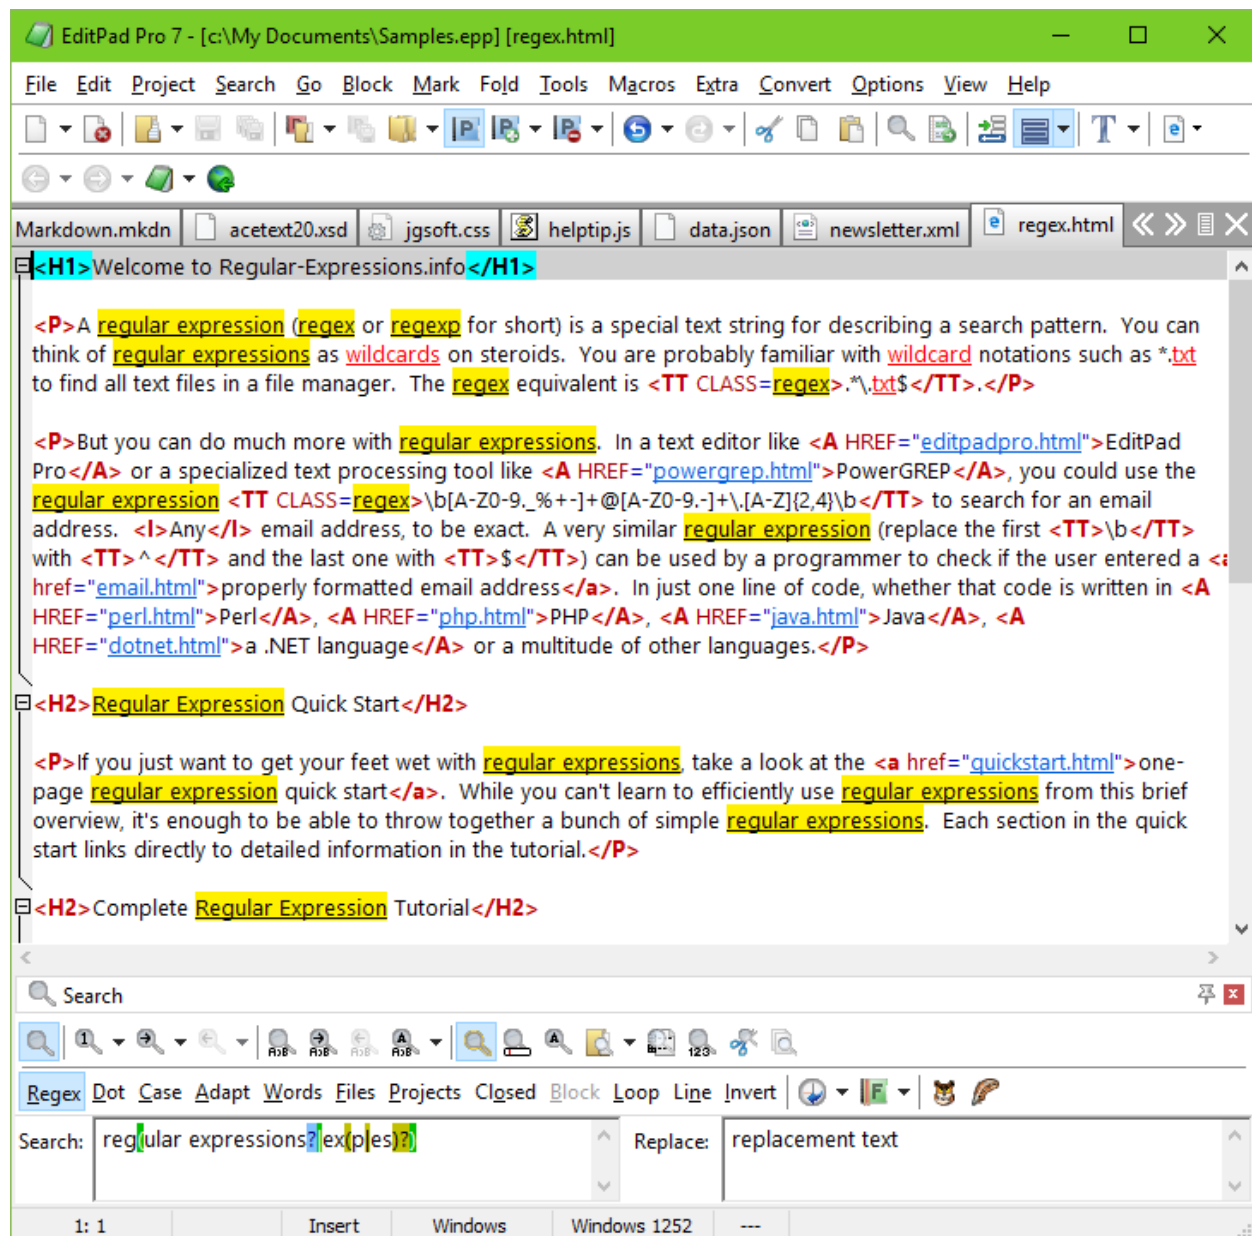 EditPad Pro 7 - [c:\My Documents\Samples.epp] [regex.html]
File Edit Project Search Go Block Mark Fold Tools Macros Extra Convert Options View Help
Markdown.mkdn acetext20.xsd jgsoft.css helptip.js data.json newsletter.xml regex.html
<H1>Welcome to Regular-Expressions.info</H1>
<P>A regular expression (regex or regexp for short) is a special text string for describing a search pattern.  You can
think of regular expressions as wildcards on steroids.  You are probably familiar with wildcard notations such as *.txt
to find all text files in a file manager.  The regex equivalent is <TT CLASS=regex>.*\.txt$</TT>.</P>
<P>But you can do much more with regular expressions.  In a text editor like <A HREF="editpadpro.html">EditPad
Pro</A> or a specialized text processing tool like <A HREF="powergrep.html">PowerGREP</A>, you could use the
regular expression <TT CLASS=regex>\b[A-Z0-9._%+-]+@[A-Z0-9.-]+\.[A-Z]{2,4}\b</TT> to search for an email
address.  <I>Any</I> email address, to be exact.  A very similar regular expression (replace the first <TT>\b</TT>
with <TT>^</TT> and the last one with <TT>$</TT>) can be used by a programmer to check if the user entered a <a
href="email.html">properly formatted email address</a>.  In just one line of code, whether that code is written in <A
HREF="perl.html">Perl</A>, <A HREF="php.html">PHP</A>, <A HREF="java.html">Java</A>, <A
HREF="dotnet.html">a .NET language</A> or a multitude of other languages.</P>
<H2>Regular Expression Quick Start</H2>
<P>If you just want to get your feet wet with regular expressions, take a look at the <a href="quickstart.html">one-
page regular expression quick start</a>.  While you can't learn to efficiently use regular expressions from this brief
overview, it's enough to be able to throw together a bunch of simple regular expressions.  Each section in the quick
start links directly to detailed information in the tutorial.</P>
<H2>Complete Regular Expression Tutorial</H2>
Search
Regex Dot Case Adapt Words Files Projects Closed Block Loop Line Invert
Search: reg(ular expressions?|ex(p|es)?) Replace: replacement text
1: 1 Insert Windows Windows 1252 ---